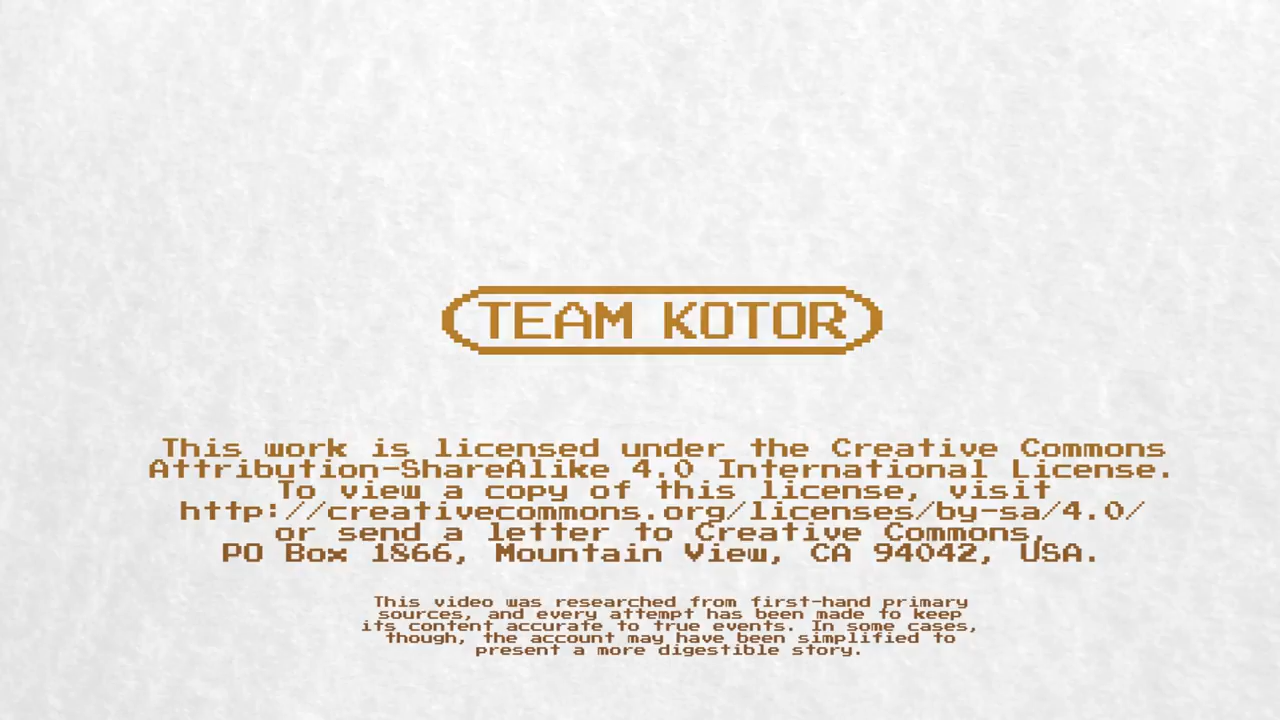 TEAM KOTOR
This work is licensed under the Creative Commons
Attribution-ShareAlike 4.0 International License.
To view a copy of this license, visit
http://creativecommons.org/licenses/by-sa/4.0/
or send a letter to Creative Commons,
PO Box 1866, Mountain View, CA 94042, USA.
This video was researched from first-hand primary
sources, and every attempt has been made to keep
its content accurate to true events. In some cases,
though, the account may have been simplified to
present a more digestible story.